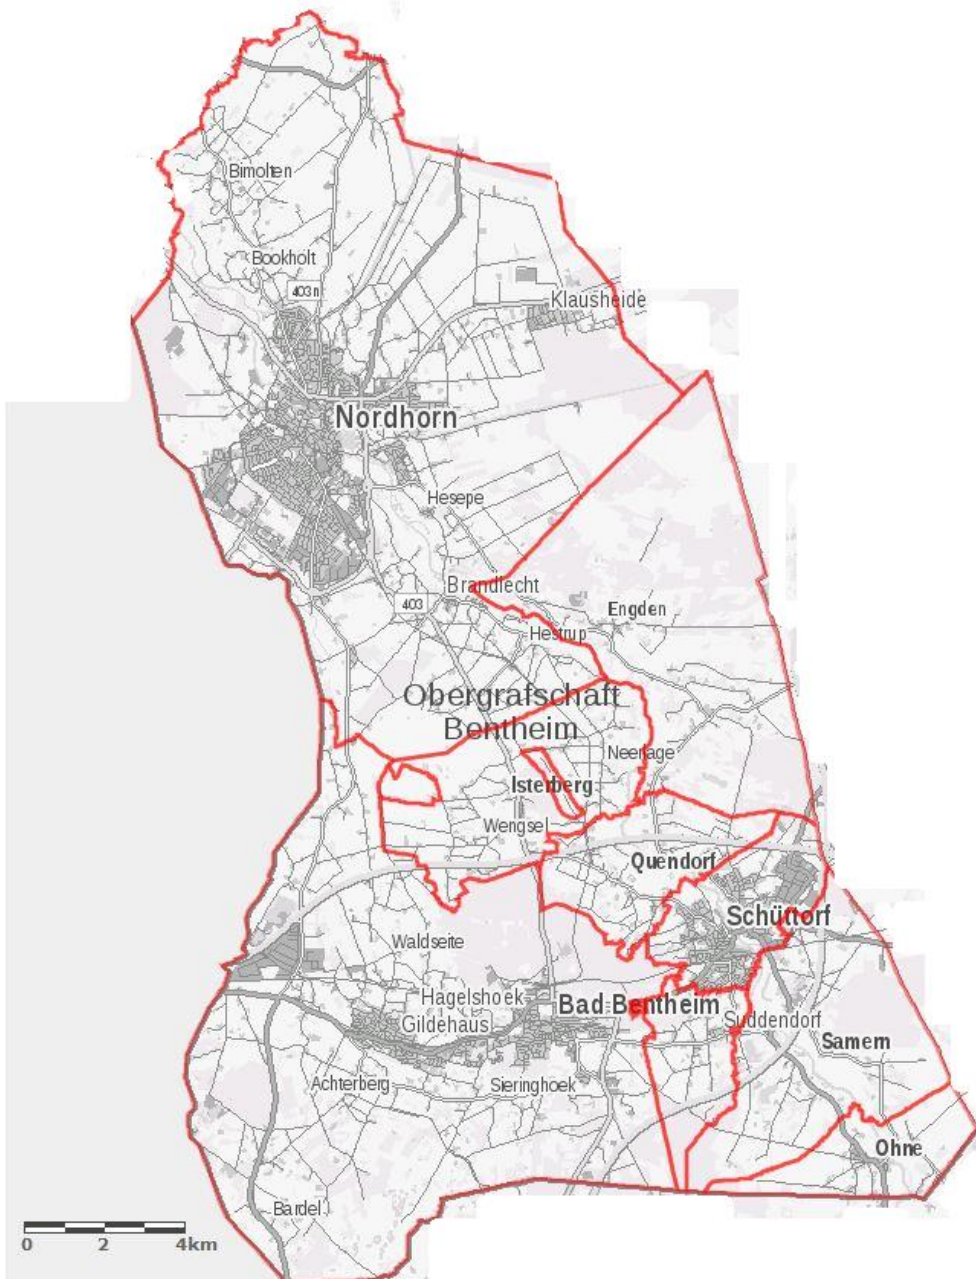 Bimolten
Bookholt
403n
Klausheide
Nordhorn
Hesepe
Brandlecht
403
Engden
Hestrup
Obergrafschaft
Bentheim
Neerlage
Isterberg
Wengsel
Quendorf
Schüttorf
Waldseite
Hagelshoek
Bad Bentheim
Gildehaus
Suddendorf
Samern
Achterberg
Sieringhoek
Ohne
Bardel
0 2 4km